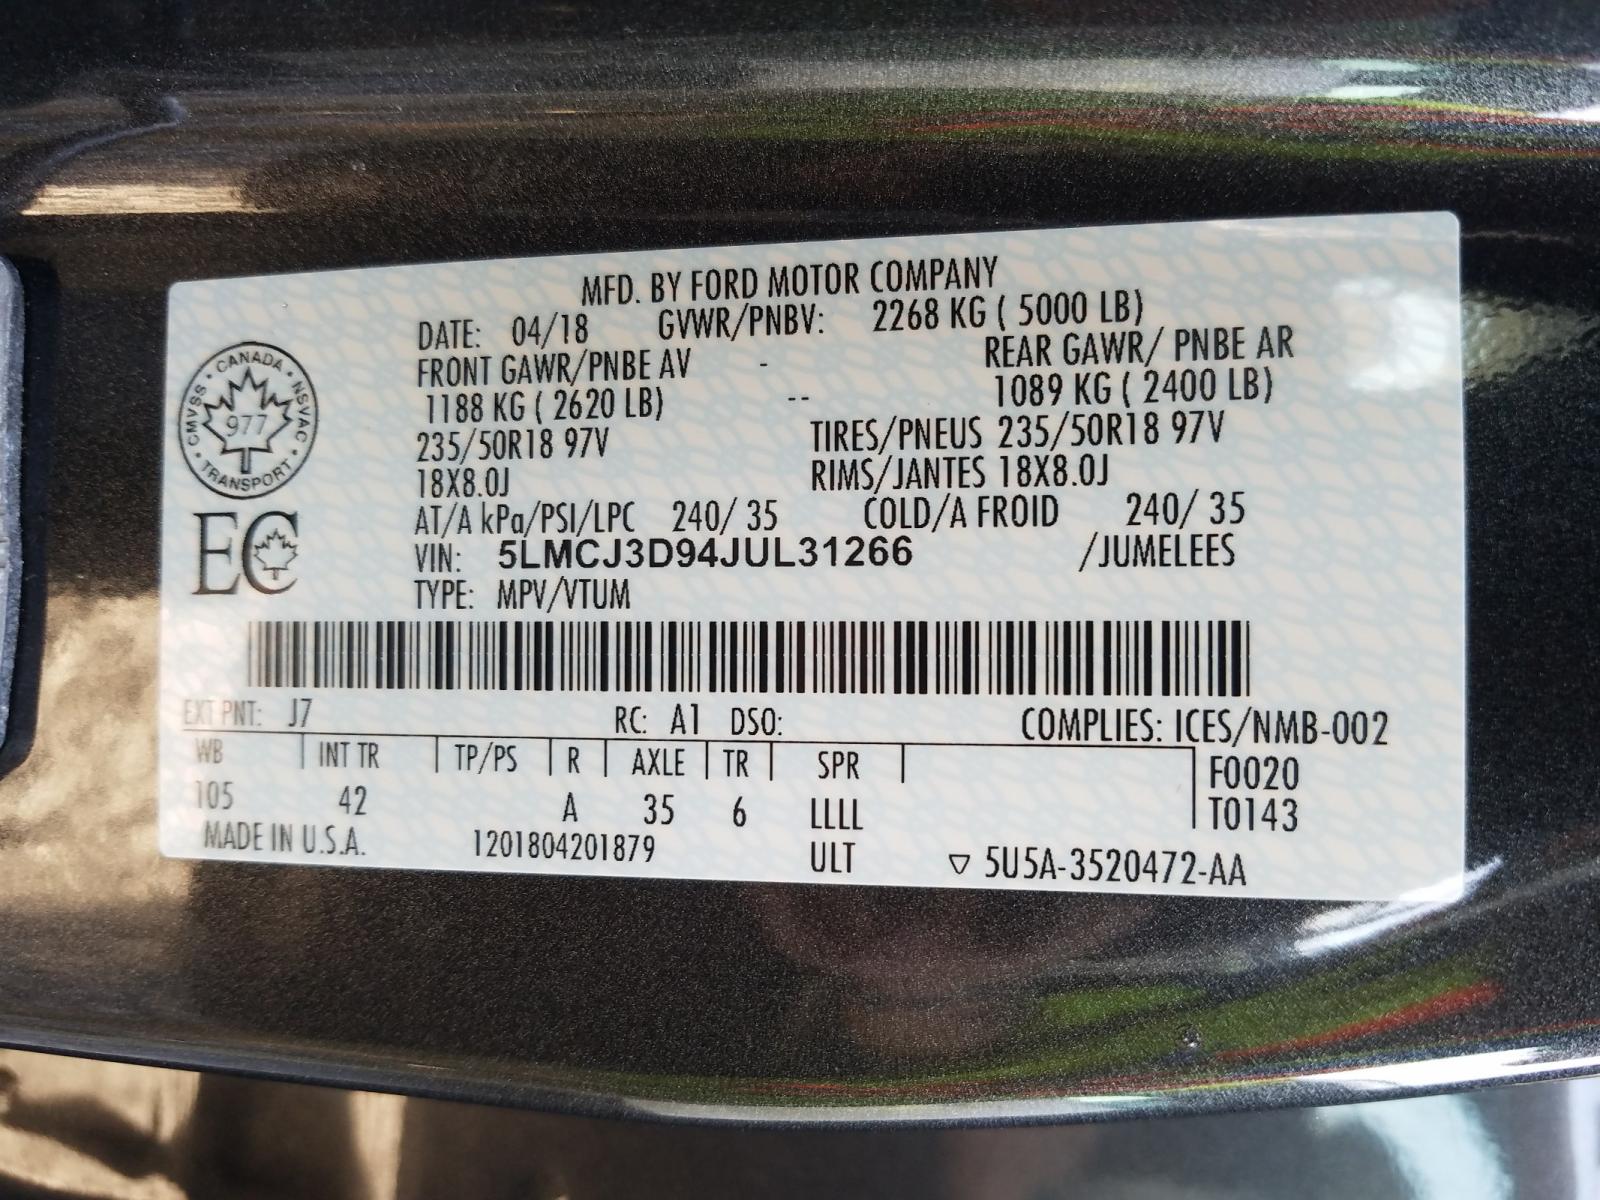 MFD. BY FORD MOTOR COMPANY
DATE: 04/18 GVWR/PNBV: 2268 KG ( 5000 LB)
FRONT GAWR/PNBE AV - REAR GAWR/ PNBE AR
1188 KG ( 2620 LB) -- 1089 KG ( 2400 LB)
235/50R18 97V TIRES/PNEUS 235/50R18 97V
18X8.0J RIMS/JANTES 18X8.0J
AT/A kPa/PSI/LPC 240/ 35 COLD/A FROID 240/ 35
VIN: 5LMCJ3D94JUL31266 /JUMELEES
TYPE: MPV/VTUM
CANADA • NSVAC • TRANSPORT • CMVSS •
977
EC
EXT PNT: J7 RC: A1 DSO: COMPLIES: ICES/NMB-002
WB INT TR TP/PS R AXLE TR SPR F0020
105 42 A 35 6 LLLL T0143
MADE IN U.S.A. 1201804201879 ULT ▽ 5U5A-3520472-AA